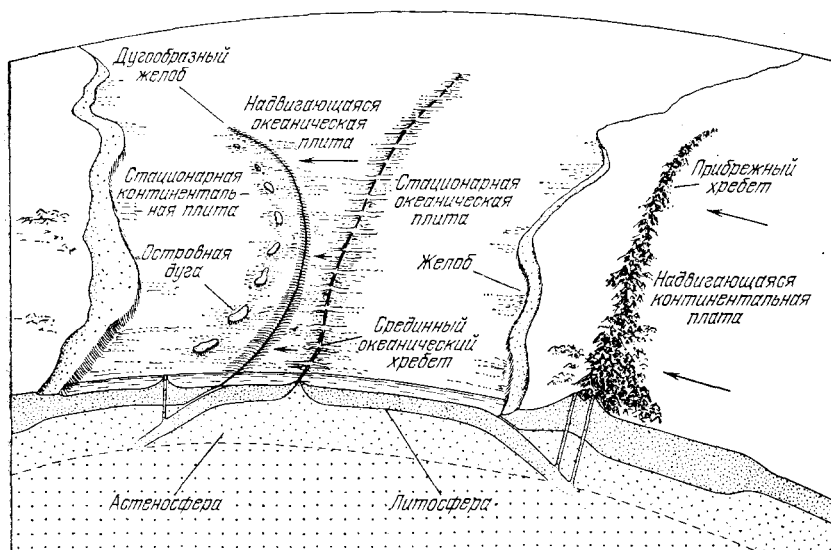 Дугообразный
желоб
Надвигающаяся
океаническая
плита
Стационарная
континенталь-
ная плита
Стационарная
океаническая
плита
Прибрежный
хребет
Островная
дуга
Желоб
Надвигающаяся
континентальная
плата
Срединный
океанический
хребет
Астеносфера
Литосфера